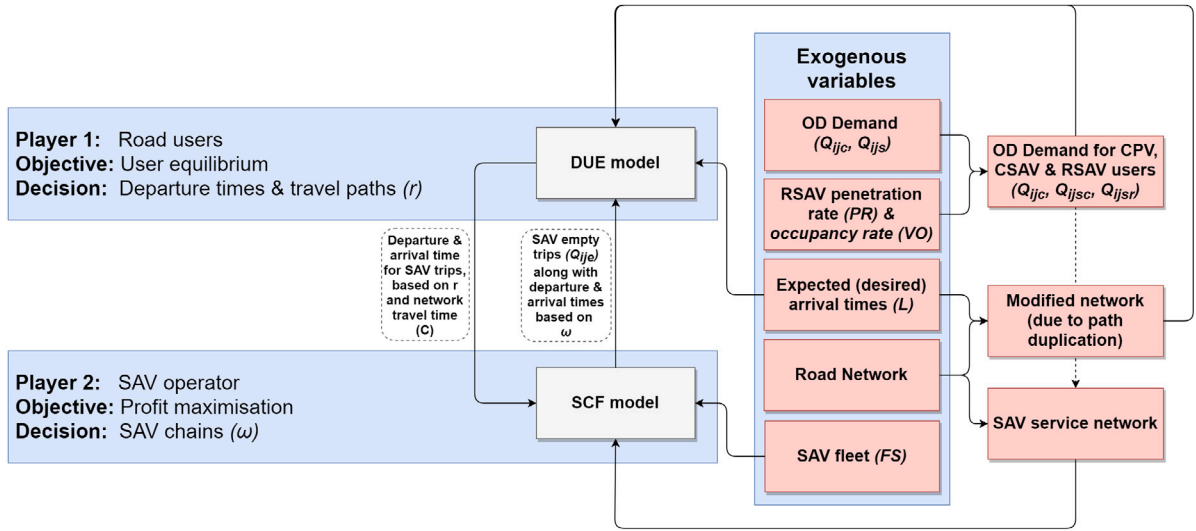 Player 1: Road users
Objective: User equilibrium
Decision: Departure times & travel paths (r)
DUE model
Departure &
arrival time
for SAV trips,
based on r
and network
travel time
(C)
SAV empty
trips (Qije)
along with
departure &
arrival times
based on
ω
Player 2: SAV operator
Objective: Profit maximisation
Decision: SAV chains (ω)
SCF model
Exogenous
variables
OD Demand
(Qijc, Qijs)
RSAV penetration
rate (PR) &
occupancy rate (VO)
Expected (desired)
arrival times (L)
Road Network
SAV fleet (FS)
OD Demand for CPV,
CSAV & RSAV users
(Qijc, Qijsc, Qijsr)
Modified network
(due to path
duplication)
SAV service network